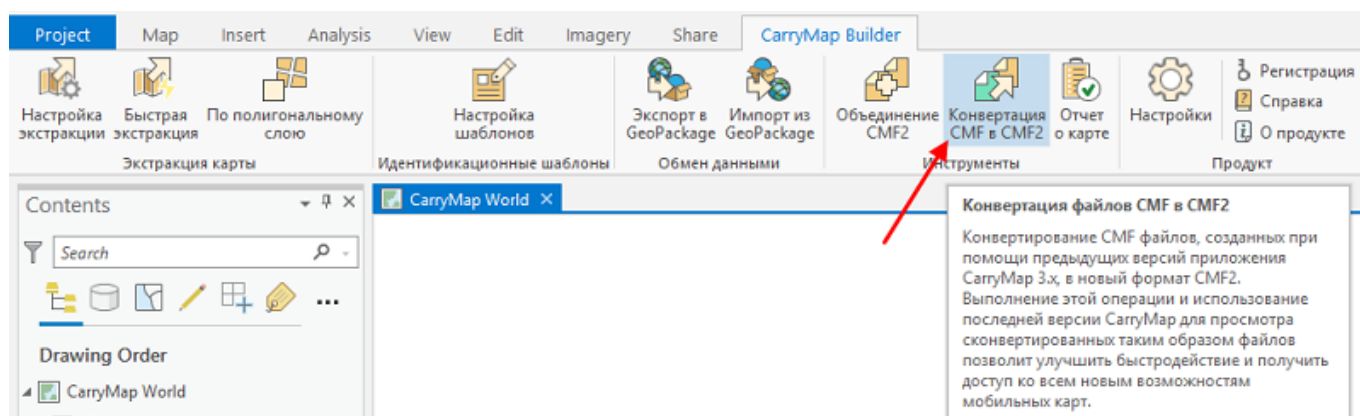 Project Map Insert Analysis View Edit Imagery Share CarryMap Builder
Настройка экстракции
Быстрая экстракция
По полигональному слою
Экстракция карты
Настройка шаблонов
Идентификационные шаблоны
Экспорт в GeoPackage
Импорт из GeoPackage
Обмен данными
Объединение CMF2
Конвертация CMF в CMF2
Отчет о карте
Инструменты
Настройки
Регистрация
Справка
О продукте
Продукт
Contents
CarryMap World
Search
Drawing Order
CarryMap World
Конвертация файлов CMF в CMF2
Конвертирование CMF файлов, созданных при
помощи предыдущих версий приложения
CarryMap 3.x, в новый формат CMF2.
Выполнение этой операции и использование
последней версии CarryMap для просмотра
сконвертированных таким образом файлов
позволит улучшить быстродействие и получить
доступ ко всем новым возможностям
мобильных карт.